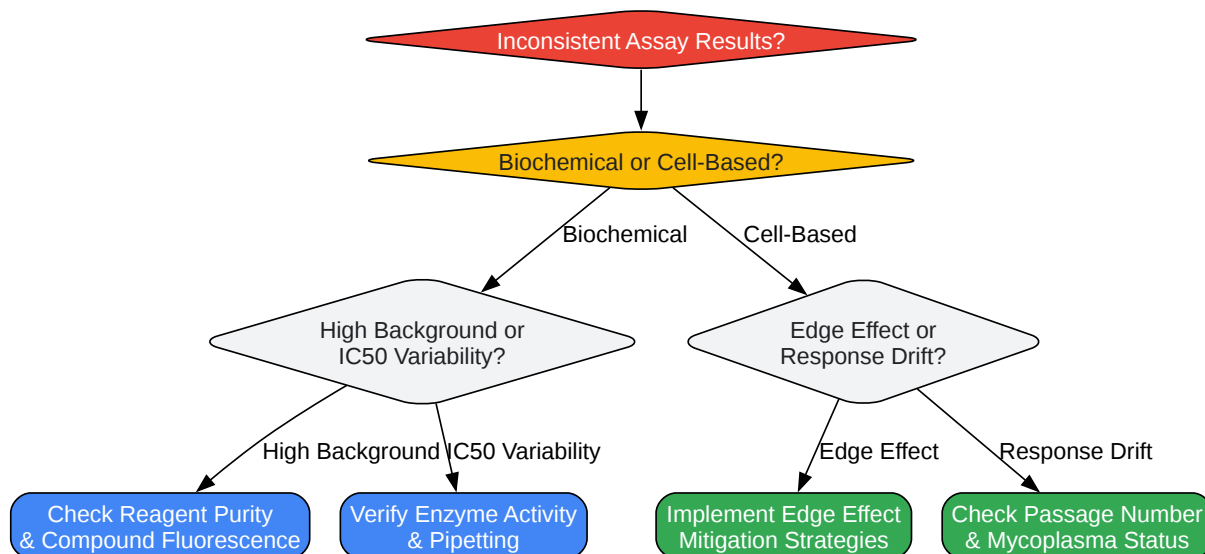 Inconsistent Assay Results?
Biochemical or Cell-Based?
Biochemical
Cell-Based
High Background or
IC50 Variability?
Edge Effect or
Response Drift?
High Background
IC50 Variability
Edge Effect
Response Drift
Check Reagent Purity
& Compound Fluorescence
Verify Enzyme Activity
& Pipetting
Implement Edge Effect
Mitigation Strategies
Check Passage Number
& Mycoplasma Status